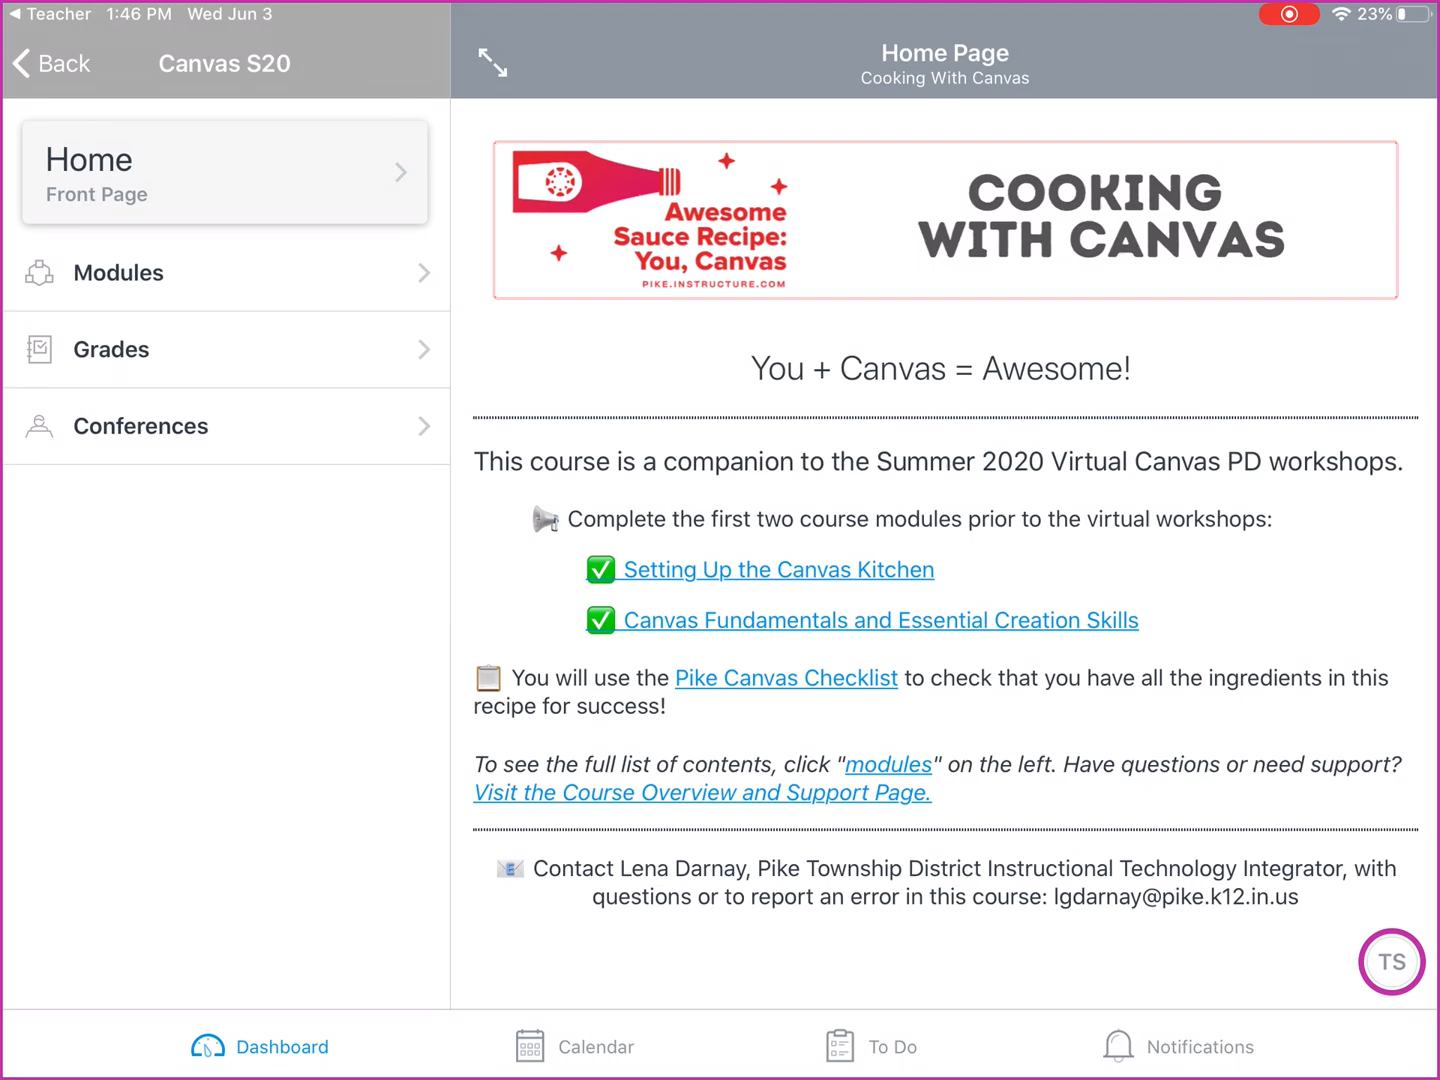 Teacher 1:46 PM Wed Jun 3
23%
Back
Canvas S20
Home Page
Cooking With Canvas
Home
Front Page
Modules
Grades
Conferences
Awesome
Sauce Recipe:
You, Canvas
PIKE.INSTRUCTURE.COM
COOKING
WITH CANVAS
You + Canvas = Awesome!
This course is a companion to the Summer 2020 Virtual Canvas PD workshops.
Complete the first two course modules prior to the virtual workshops:
Setting Up the Canvas Kitchen
Canvas Fundamentals and Essential Creation Skills
You will use the Pike Canvas Checklist to check that you have all the ingredients in this
recipe for success!
To see the full list of contents, click "modules" on the left. Have questions or need support?
Visit the Course Overview and Support Page.
Contact Lena Darnay, Pike Township District Instructional Technology Integrator, with
questions or to report an error in this course: lgdarnay@pike.k12.in.us
TS
Dashboard
Calendar
To Do
Notifications